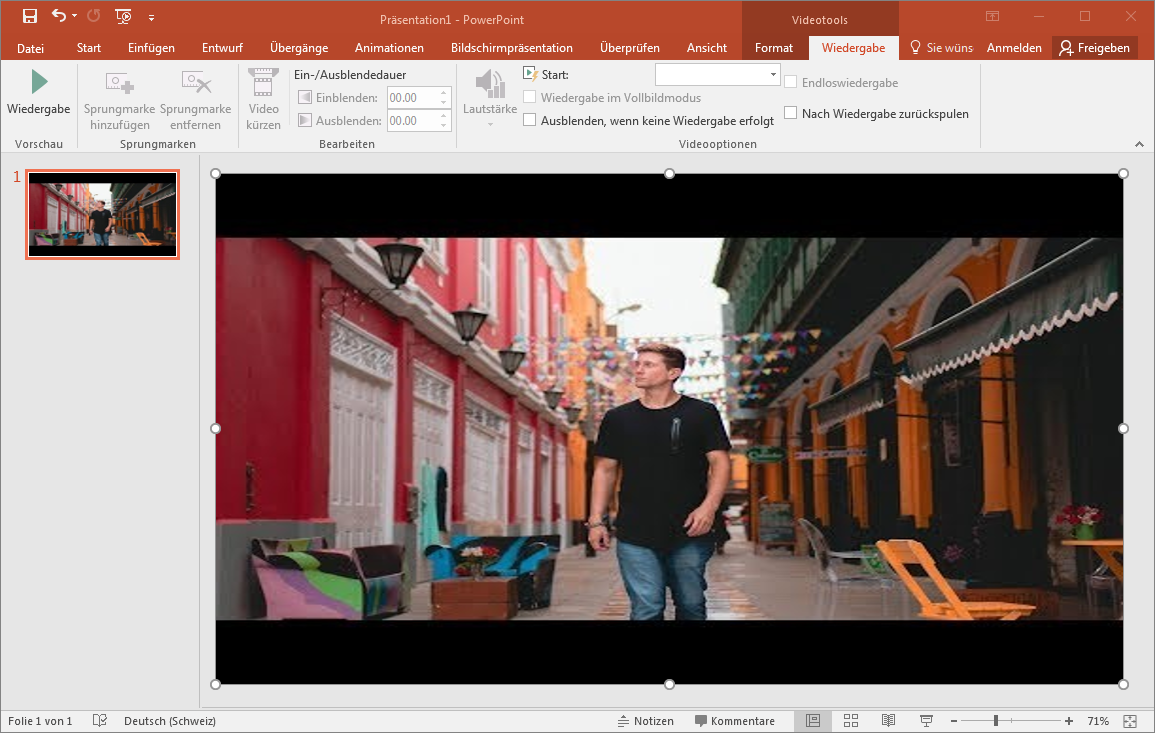 Präsentation1 - PowerPoint
Videotools
Datei Start Einfügen Entwurf Übergänge Animationen Bildschirmpräsentation Überprüfen Ansicht Format Wiedergabe Sie wüns Anmelden Freigeben
Wiedergabe
Vorschau
Sprungmarke hinzufügen
Sprungmarke entfernen
Sprungmarken
Video kürzen
Ein-/Ausblendedauer
Einblenden: 00.00
Ausblenden: 00.00
Bearbeiten
Lautstärke
Start:
Wiedergabe im Vollbildmodus
Ausblenden, wenn keine Wiedergabe erfolgt
Endloswiedergabe
Nach Wiedergabe zurückspulen
Videooptionen
1
Folie 1 von 1 Deutsch (Schweiz) Notizen Kommentare 71%